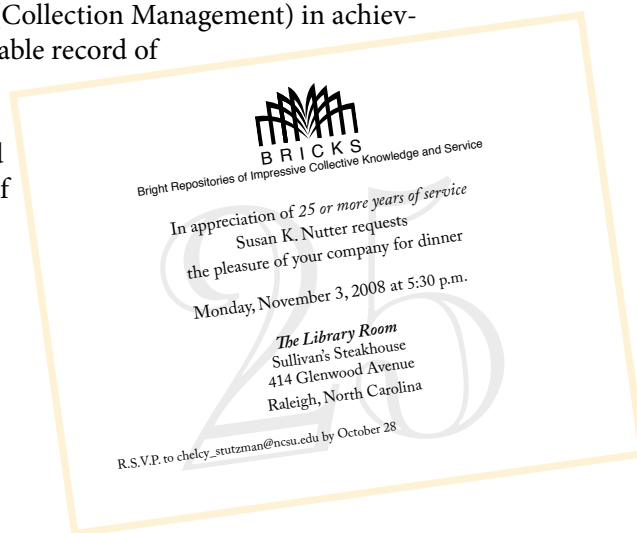 (Collection Management) in achiev-
able record of
f
BRICKS
Bright Repositories of Impressive Collective Knowledge and Service
25
In appreciation of 25 or more years of service
Susan K. Nutter requests
the pleasure of your company for dinner
Monday, November 3, 2008 at 5:30 p.m.
The Library Room
Sullivan's Steakhouse
414 Glenwood Avenue
Raleigh, North Carolina
R.S.V.P. to chelcy_stutzman@ncsu.edu by October 28